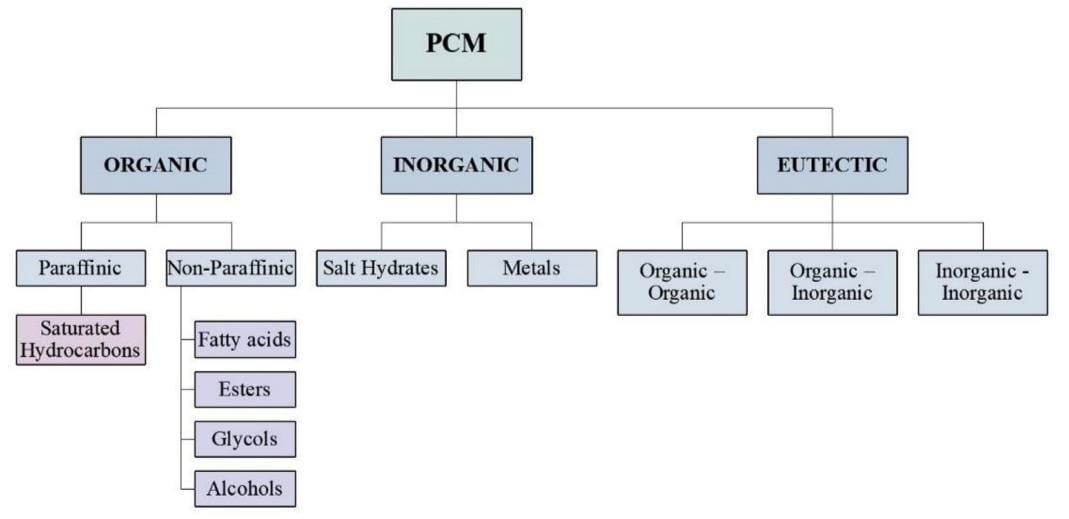 PCM
ORGANIC
INORGANIC
EUTECTIC
Paraffinic
Non-Paraffinic
Salt Hydrates
Metals
Organic –
Organic
Organic –
Inorganic
Inorganic -
Inorganic
Saturated
Hydrocarbons
Fatty acids
Esters
Glycols
Alcohols